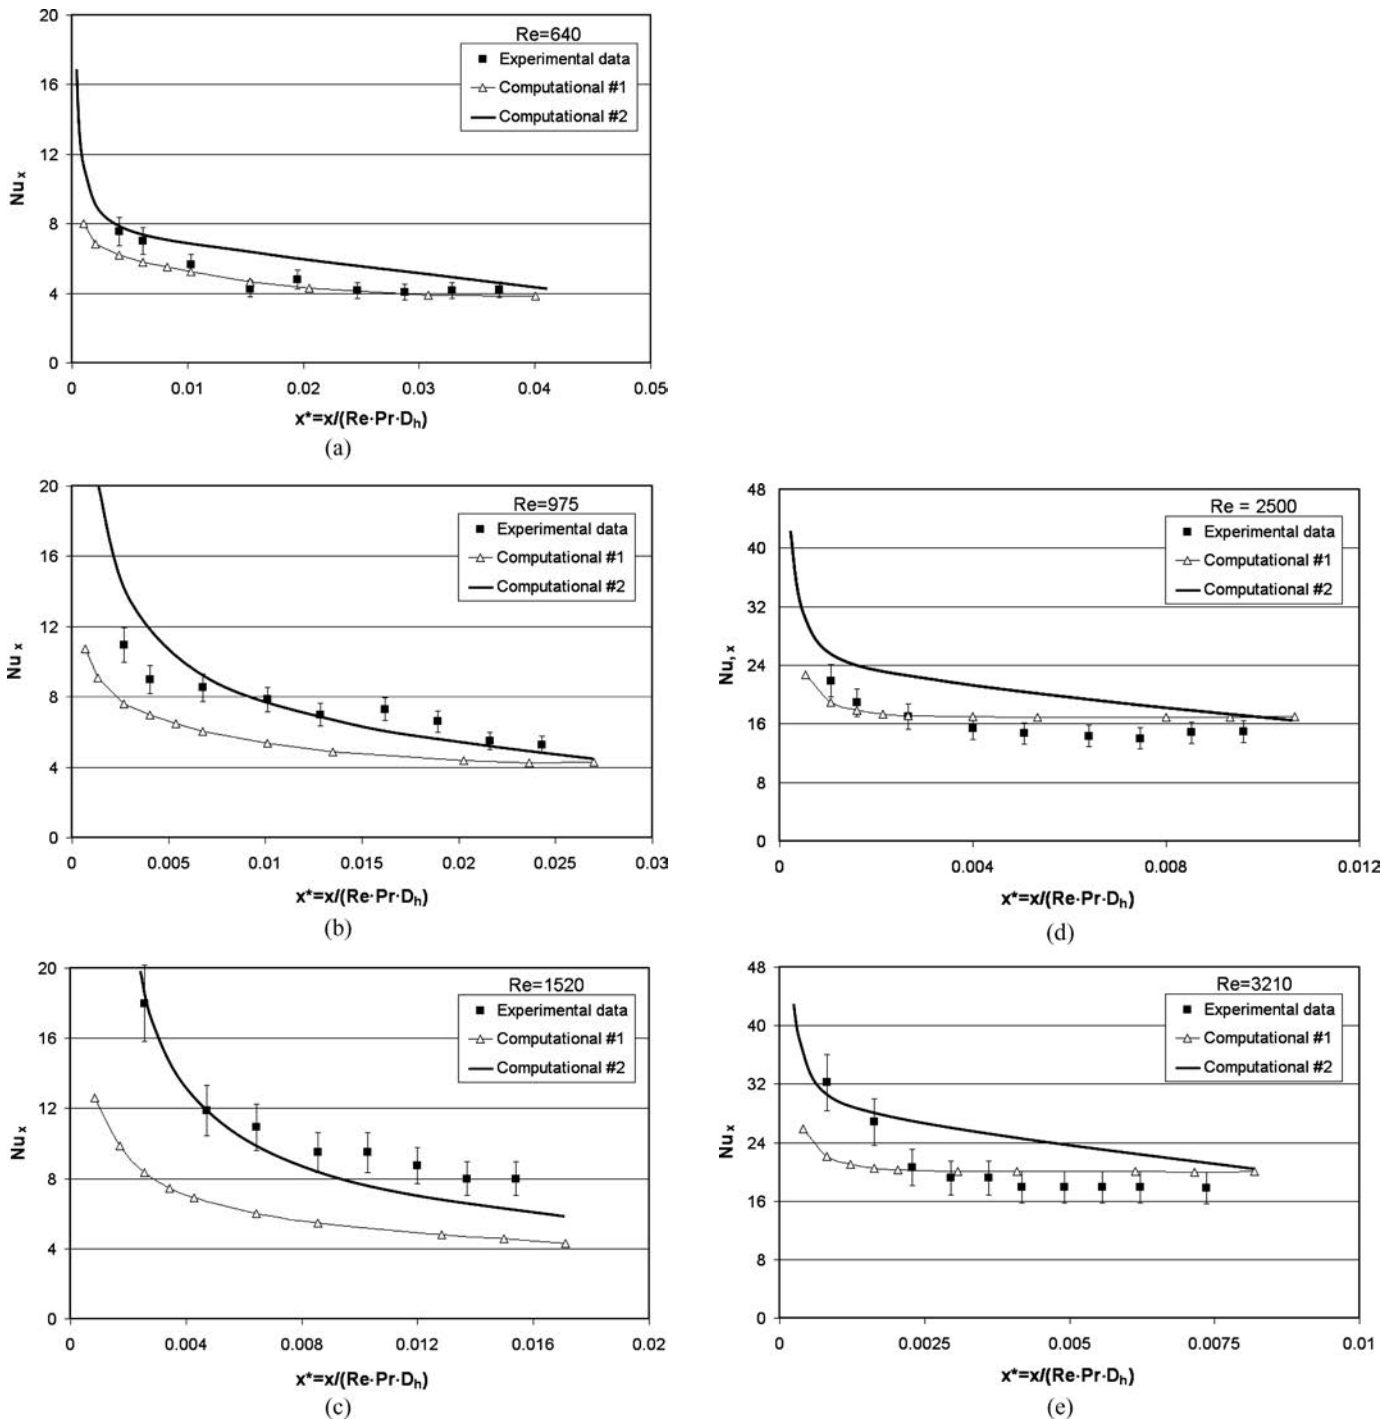 20
16
12
8
4
0
Nu x
Re=640
Experimental data
Computational #1
Computational #2
0 0.01 0.02 0.03 0.04 0.05
x*=x/(Re·Pr·Dh)
(a)
20
16
12
8
4
0
Nu x
Re=975
Experimental data
Computational #1
Computational #2
0 0.005 0.01 0.015 0.02 0.025 0.03
x*=x/(Re·Pr·Dh)
(b)
20
16
12
8
4
0
Nu x
Re=1520
Experimental data
Computational #1
Computational #2
0 0.004 0.008 0.012 0.016 0.02
x*=x/(Re·Pr·Dh)
(c)
48
40
32
24
16
8
0
Nu,x
Re = 2500
Experimental data
Computational #1
Computational #2
0 0.004 0.008 0.012
x*=x/(Re·Pr·Dh)
(d)
48
40
32
24
16
8
0
Nu x
Re=3210
Experimental data
Computational #1
Computational #2
0 0.0025 0.005 0.0075 0.01
x*=x/(Re·Pr·Dh)
(e)